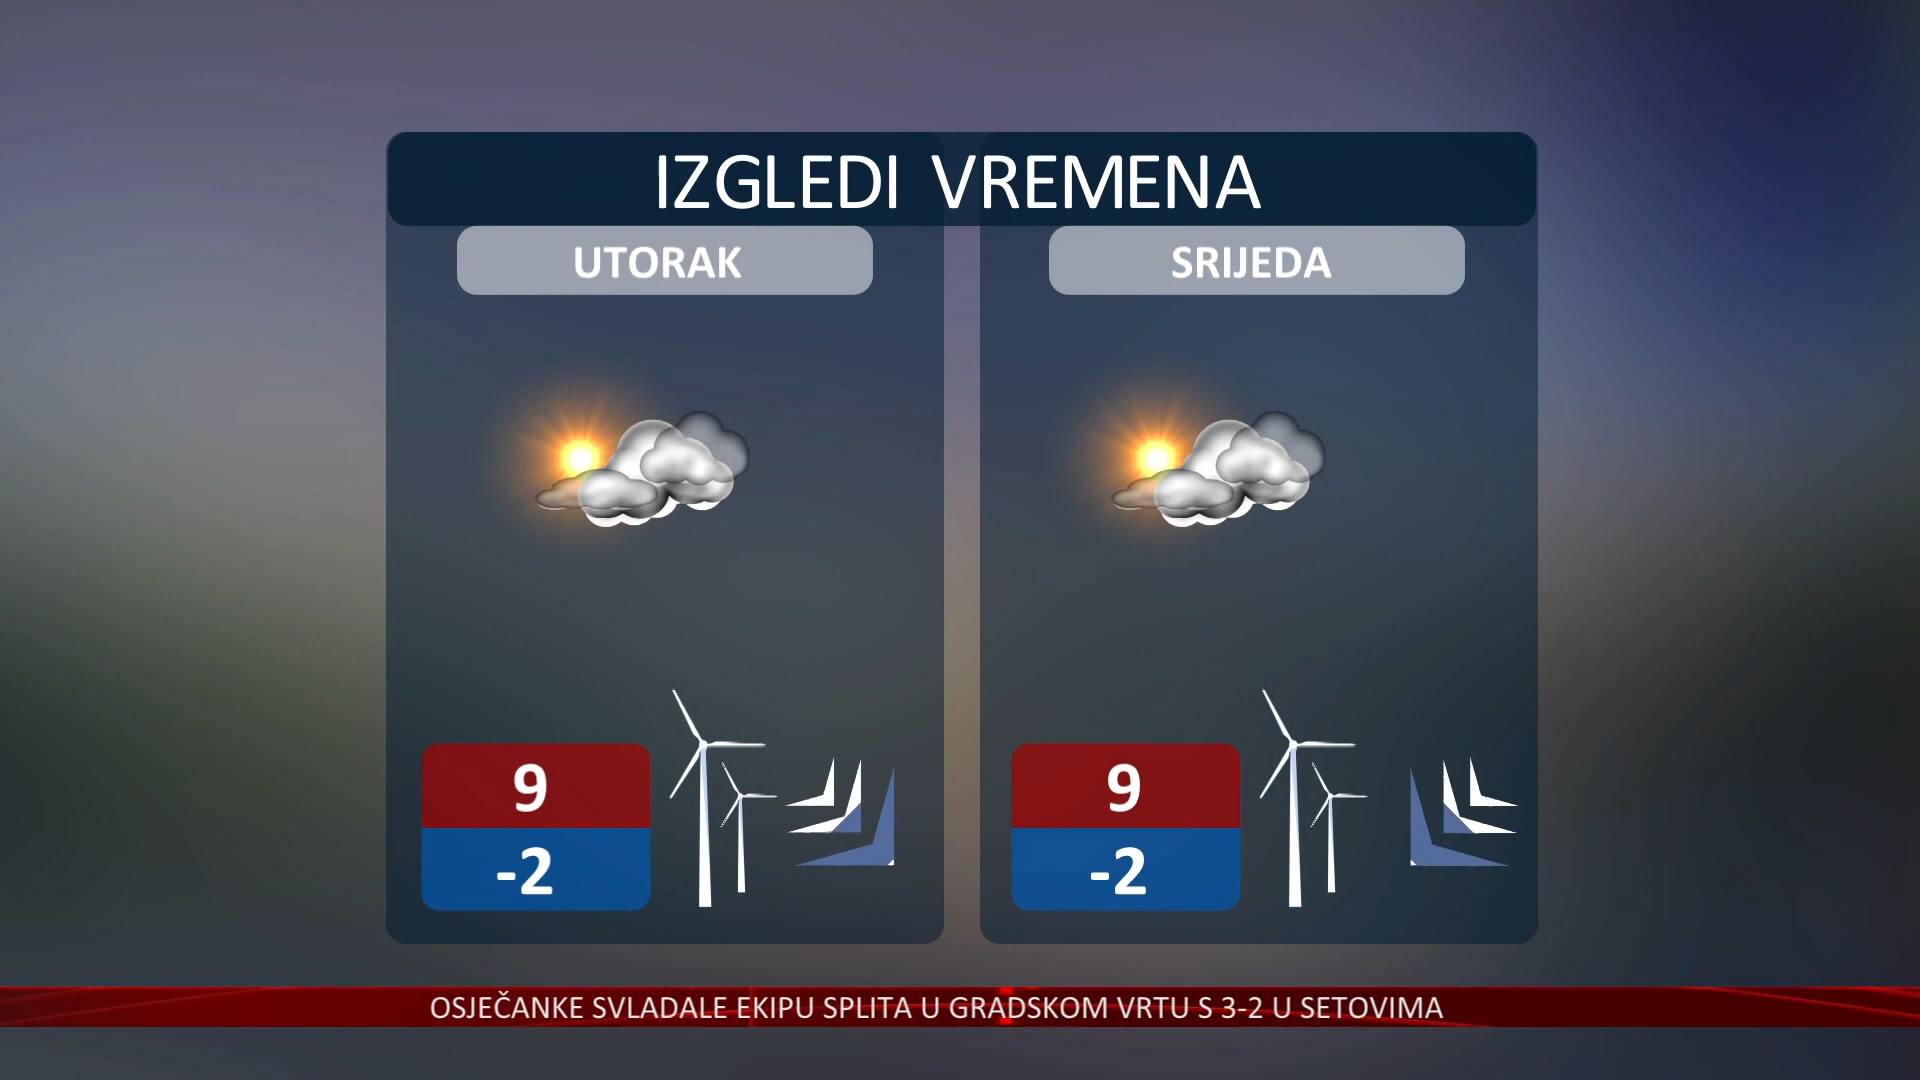 IZGLEDI VREMENA
UTORAK
SRIJEDA
9
-2
9
-2
OSJEČANKE SVLADALE EKIPU SPLITA U GRADSKOM VRTU S 3-2 U SETOVIMA